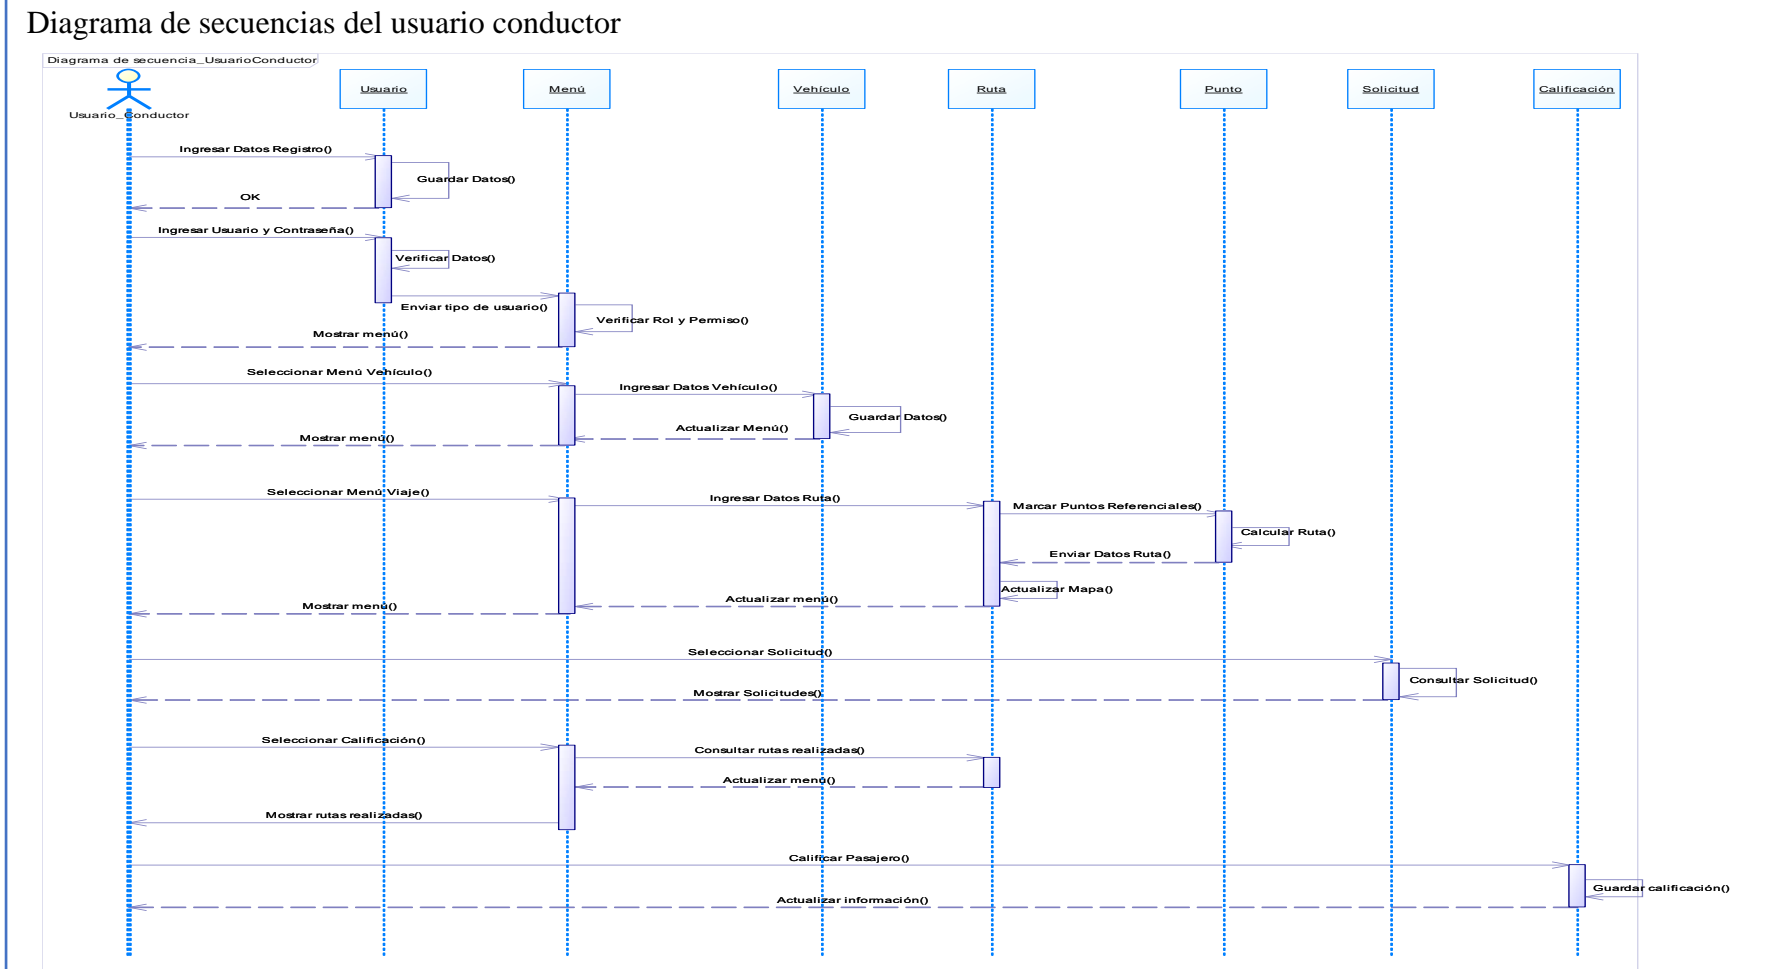 Diagrama de secuencias del usuario conductor
Diagrama de secuencia_UsuarioConductor
Usuario_Conductor
Usuario
Menú
Vehículo
Ruta
Punto
Solicitud
Calificación
Ingresar Datos Registro()
Guardar Datos()
OK
Ingresar Usuario y Contraseña()
Verificar Datos()
Enviar tipo de usuario()
Verificar Rol y Permiso()
Mostrar menú()
Seleccionar Menú Vehículo()
Ingresar Datos Vehículo()
Guardar Datos()
Actualizar Menú()
Mostrar menú()
Seleccionar Menú Viaje()
Ingresar Datos Ruta()
Marcar Puntos Referenciales()
Calcular Ruta()
Enviar Datos Ruta()
Actualizar Mapa()
Actualizar menú()
Mostrar menú()
Seleccionar Solicitud()
Consultar Solicitud()
Mostrar Solicitudes()
Seleccionar Calificación()
Consultar rutas realizadas()
Actualizar menú()
Mostrar rutas realizadas()
Calificar Pasajero()
Guardar calificación()
Actualizar información()